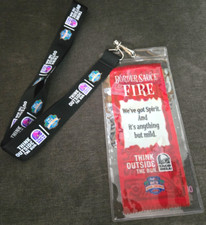 BORDER SAUCE
FIRE
We've got Spirit.
And
it's anything
but mild.
THINK
OUTSIDE
THE BUN
THINK
OUTSIDE
THE BUN